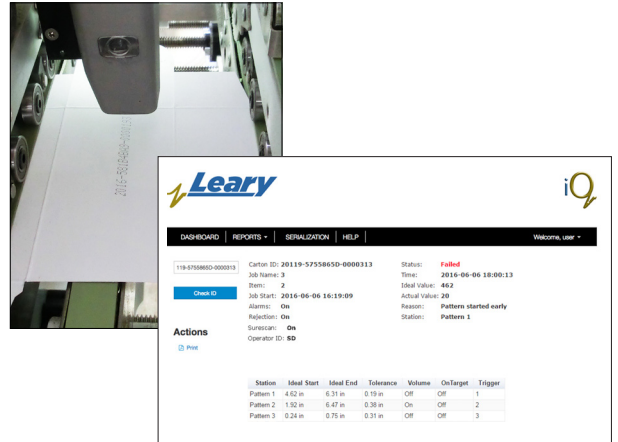 Leary
iQ
DASHBOARD REPORTS SERIALIZATION HELP Welcome, user
119-5755865D-0000313
Check ID
Actions
Print
Carton ID: 20119-5755865D-0000313
Job Name: 3
Item: 2
Job Start: 2016-06-06 16:19:09
Alarms: On
Rejection: On
Surescan: On
Operator ID: SD
Status: Failed
Time: 2016-06-06 18:00:13
Ideal Value: 462
Actual Value: 20
Reason: Pattern started early
Station: Pattern 1
Station Ideal Start Ideal End Tolerance Volume OnTarget Trigger
Pattern 1 4.62 in 6.31 in 0.19 in Off Off 1
Pattern 2 1.92 in 6.47 in 0.38 in On Off 2
Pattern 3 0.24 in 0.75 in 0.31 in Off Off 3